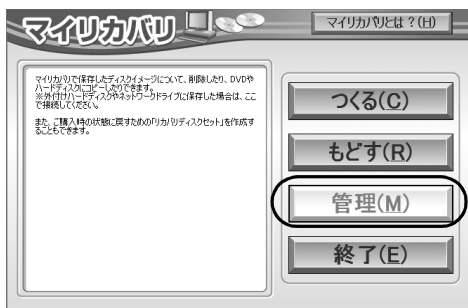 マイリカバリ
マイリカバリとは？(H)
マイリカバリで保存したディスクイメージについて、削除したり、DVDや
ハードディスクにコピーしたりできます。
※外付けハードディスクやネットワークドライブに保存した場合は、ここ
で接続してください。
また、ご購入時の状態に戻すための「リカバリディスクセット」を作成す
ることもできます。
つくる(C)
もどす(R)
管理(M)
終了(E)